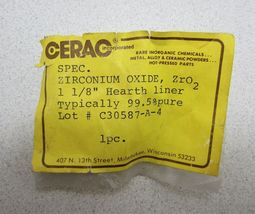 CERAC®
incorporated
RARE INORGANIC CHEMICALS...
METAL, ALLOY & CERAMIC POWDERS...
HOT-PRESSED PARTS
SPEC.
ZIRCONIUM OXIDE, ZrO2
1 1/8" Hearth liner
Typically 99.5%pure
Lot # C30587-A-4
1pc.
407 N. 13th Street, Milwaukee, Wisconsin 53233